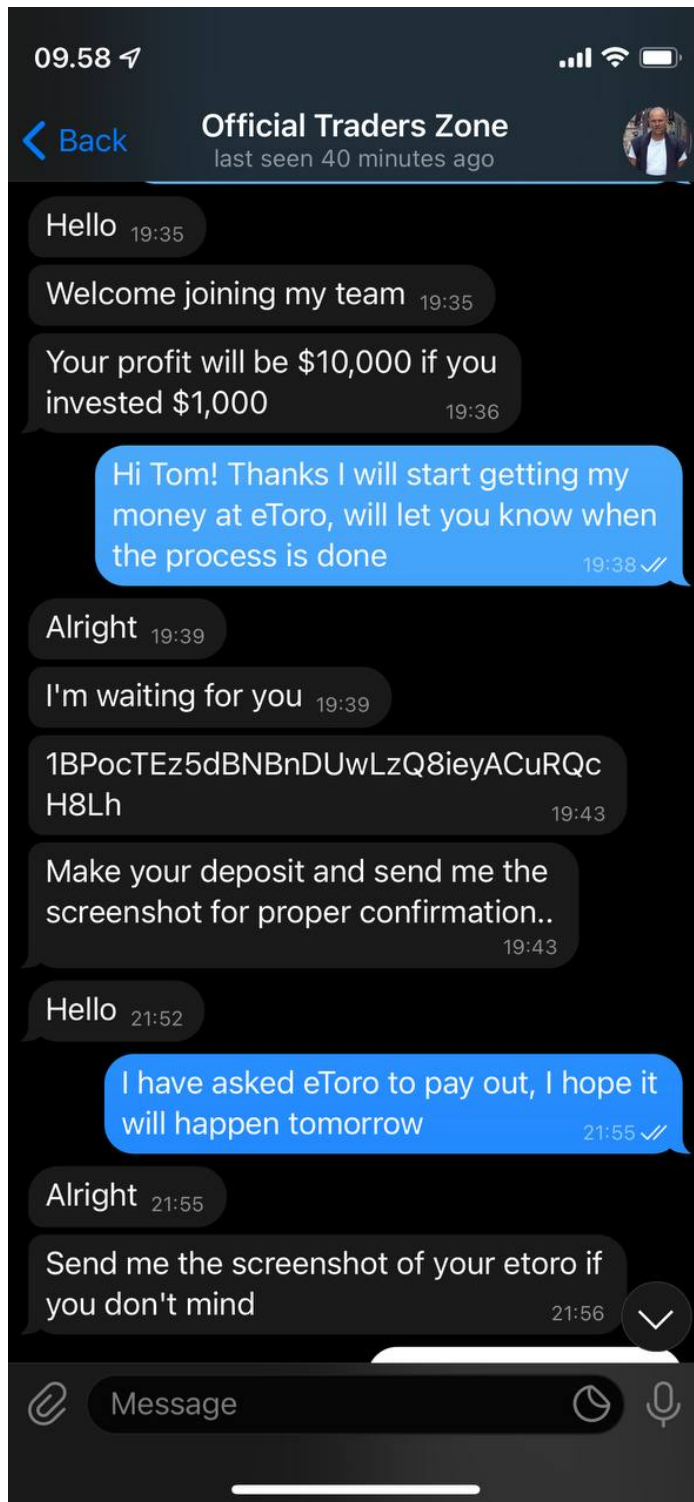 09.58
Back
Official Traders Zone
last seen 40 minutes ago
Hello 19:35
Welcome joining my team 19:35
Your profit will be $10,000 if you
invested $1,000 19:36
Hi Tom! Thanks I will start getting my
money at eToro, will let you know when
the process is done 19:38
Alright 19:39
I'm waiting for you 19:39
1BPocTEz5dBNBnDUwLzQ8ieyACuRQc
H8Lh 19:43
Make your deposit and send me the
screenshot for proper confirmation..
19:43
Hello 21:52
I have asked eToro to pay out, I hope it
will happen tomorrow 21:55
Alright 21:55
Send me the screenshot of your etoro if
you don't mind 21:56
Message